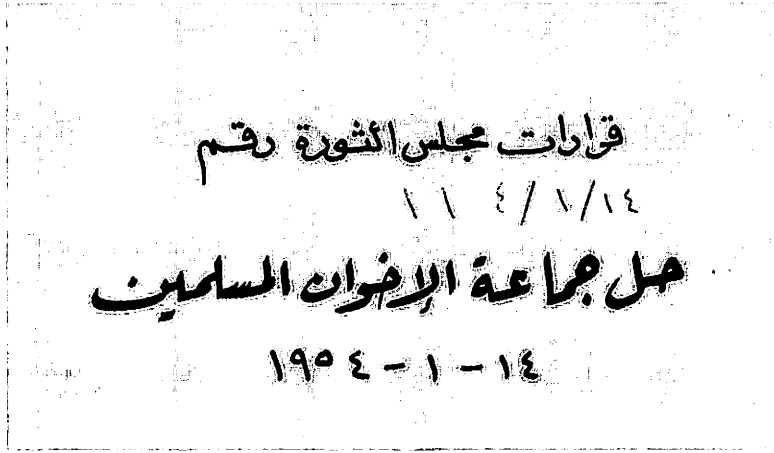 قرارات مجلس الثورة رقم
١٤/١/٤ ١١
حل جماعة الإخوان المسلمين
١٤ - ١ - ١٩٥٤